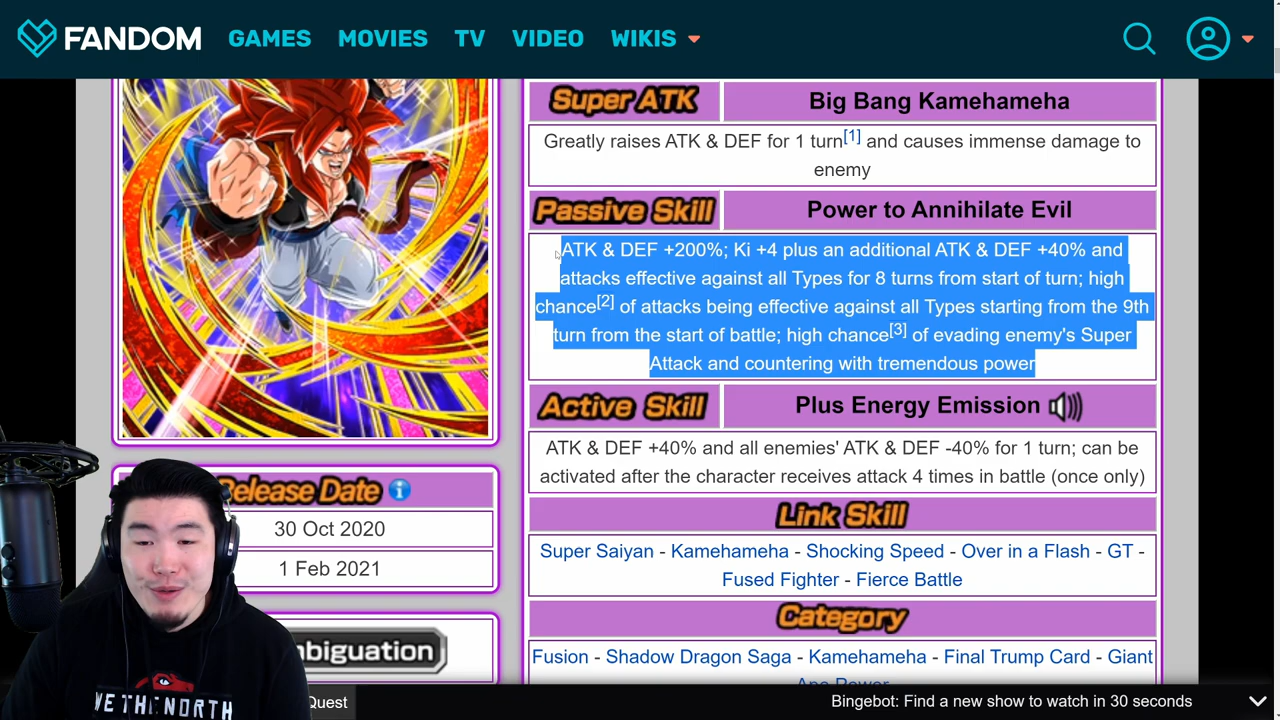 FANDOM GAMES MOVIES TV VIDEO WIKIS
Super ATK Big Bang Kamehameha
Greatly raises ATK & DEF for 1 turn[1] and causes immense damage to
enemy
Passive Skill Power to Annihilate Evil
ATK & DEF +200%; Ki +4 plus an additional ATK & DEF +40% and
attacks effective against all Types for 8 turns from start of turn; high
chance[2] of attacks being effective against all Types starting from the 9th
turn from the start of battle; high chance[3] of evading enemy's Super
Attack and countering with tremendous power
Active Skill Plus Energy Emission
ATK & DEF +40% and all enemies' ATK & DEF -40% for 1 turn; can be
activated after the character receives attack 4 times in battle (once only)
Release Date
30 Oct 2020
1 Feb 2021
Link Skill
Super Saiyan - Kamehameha - Shocking Speed - Over in a Flash - GT -
Fused Fighter - Fierce Battle
Category
Fusion - Shadow Dragon Saga - Kamehameha - Final Trump Card - Giant
Ape Power
mbiguation
Quest
Bingebot: Find a new show to watch in 30 seconds
WE THE NORTH